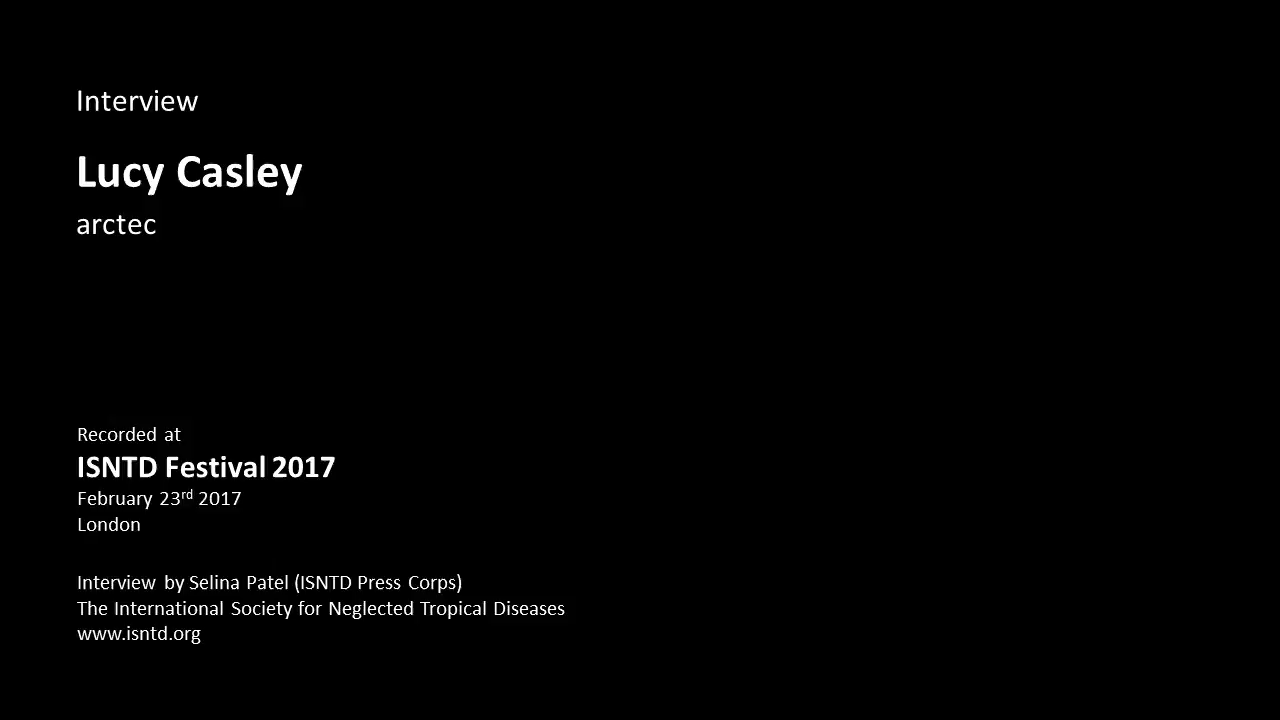 Interview
Lucy Casley
arctec
Recorded at
ISNTD Festival 2017
February 23rd 2017
London
Interview by Selina Patel (ISNTD Press Corps)
The International Society for Neglected Tropical Diseases
www.isntd.org